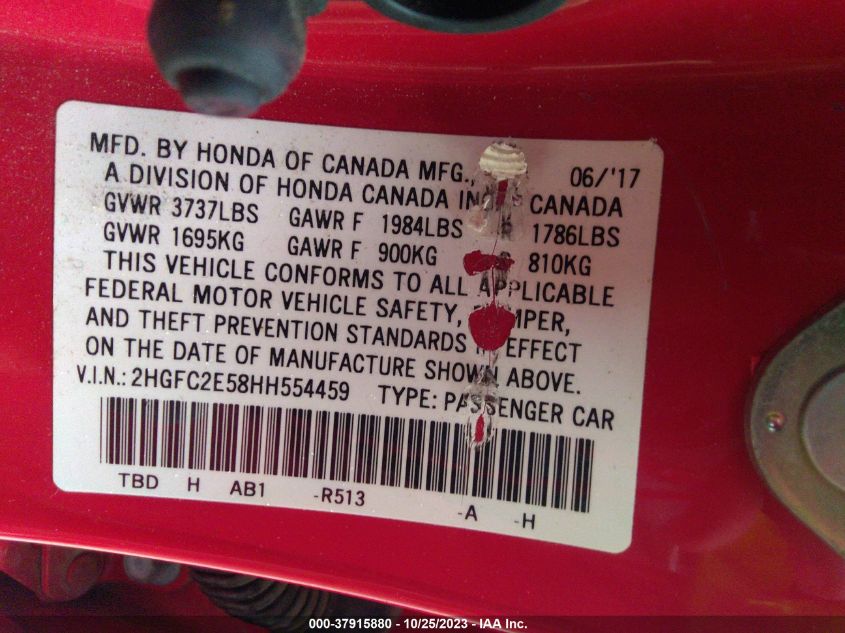 MFD. BY HONDA OF CANADA MFG., 06/'17
A DIVISION OF HONDA CANADA IN CANADA
GVWR 3737LBS GAWR F 1984LBS 1786LBS
GVWR 1695KG GAWR F 900KG 810KG
THIS VEHICLE CONFORMS TO ALL APPLICABLE
FEDERAL MOTOR VEHICLE SAFETY, MPER,
AND THEFT PREVENTION STANDARDS EFFECT
ON THE DATE OF MANUFACTURE SHOWN ABOVE.
V.I.N.: 2HGFC2E58HH554459 TYPE: PASSENGER CAR
TBD H AB1 -R513 -A -H
000-37915880 - 10/25/2023 - IAA Inc.